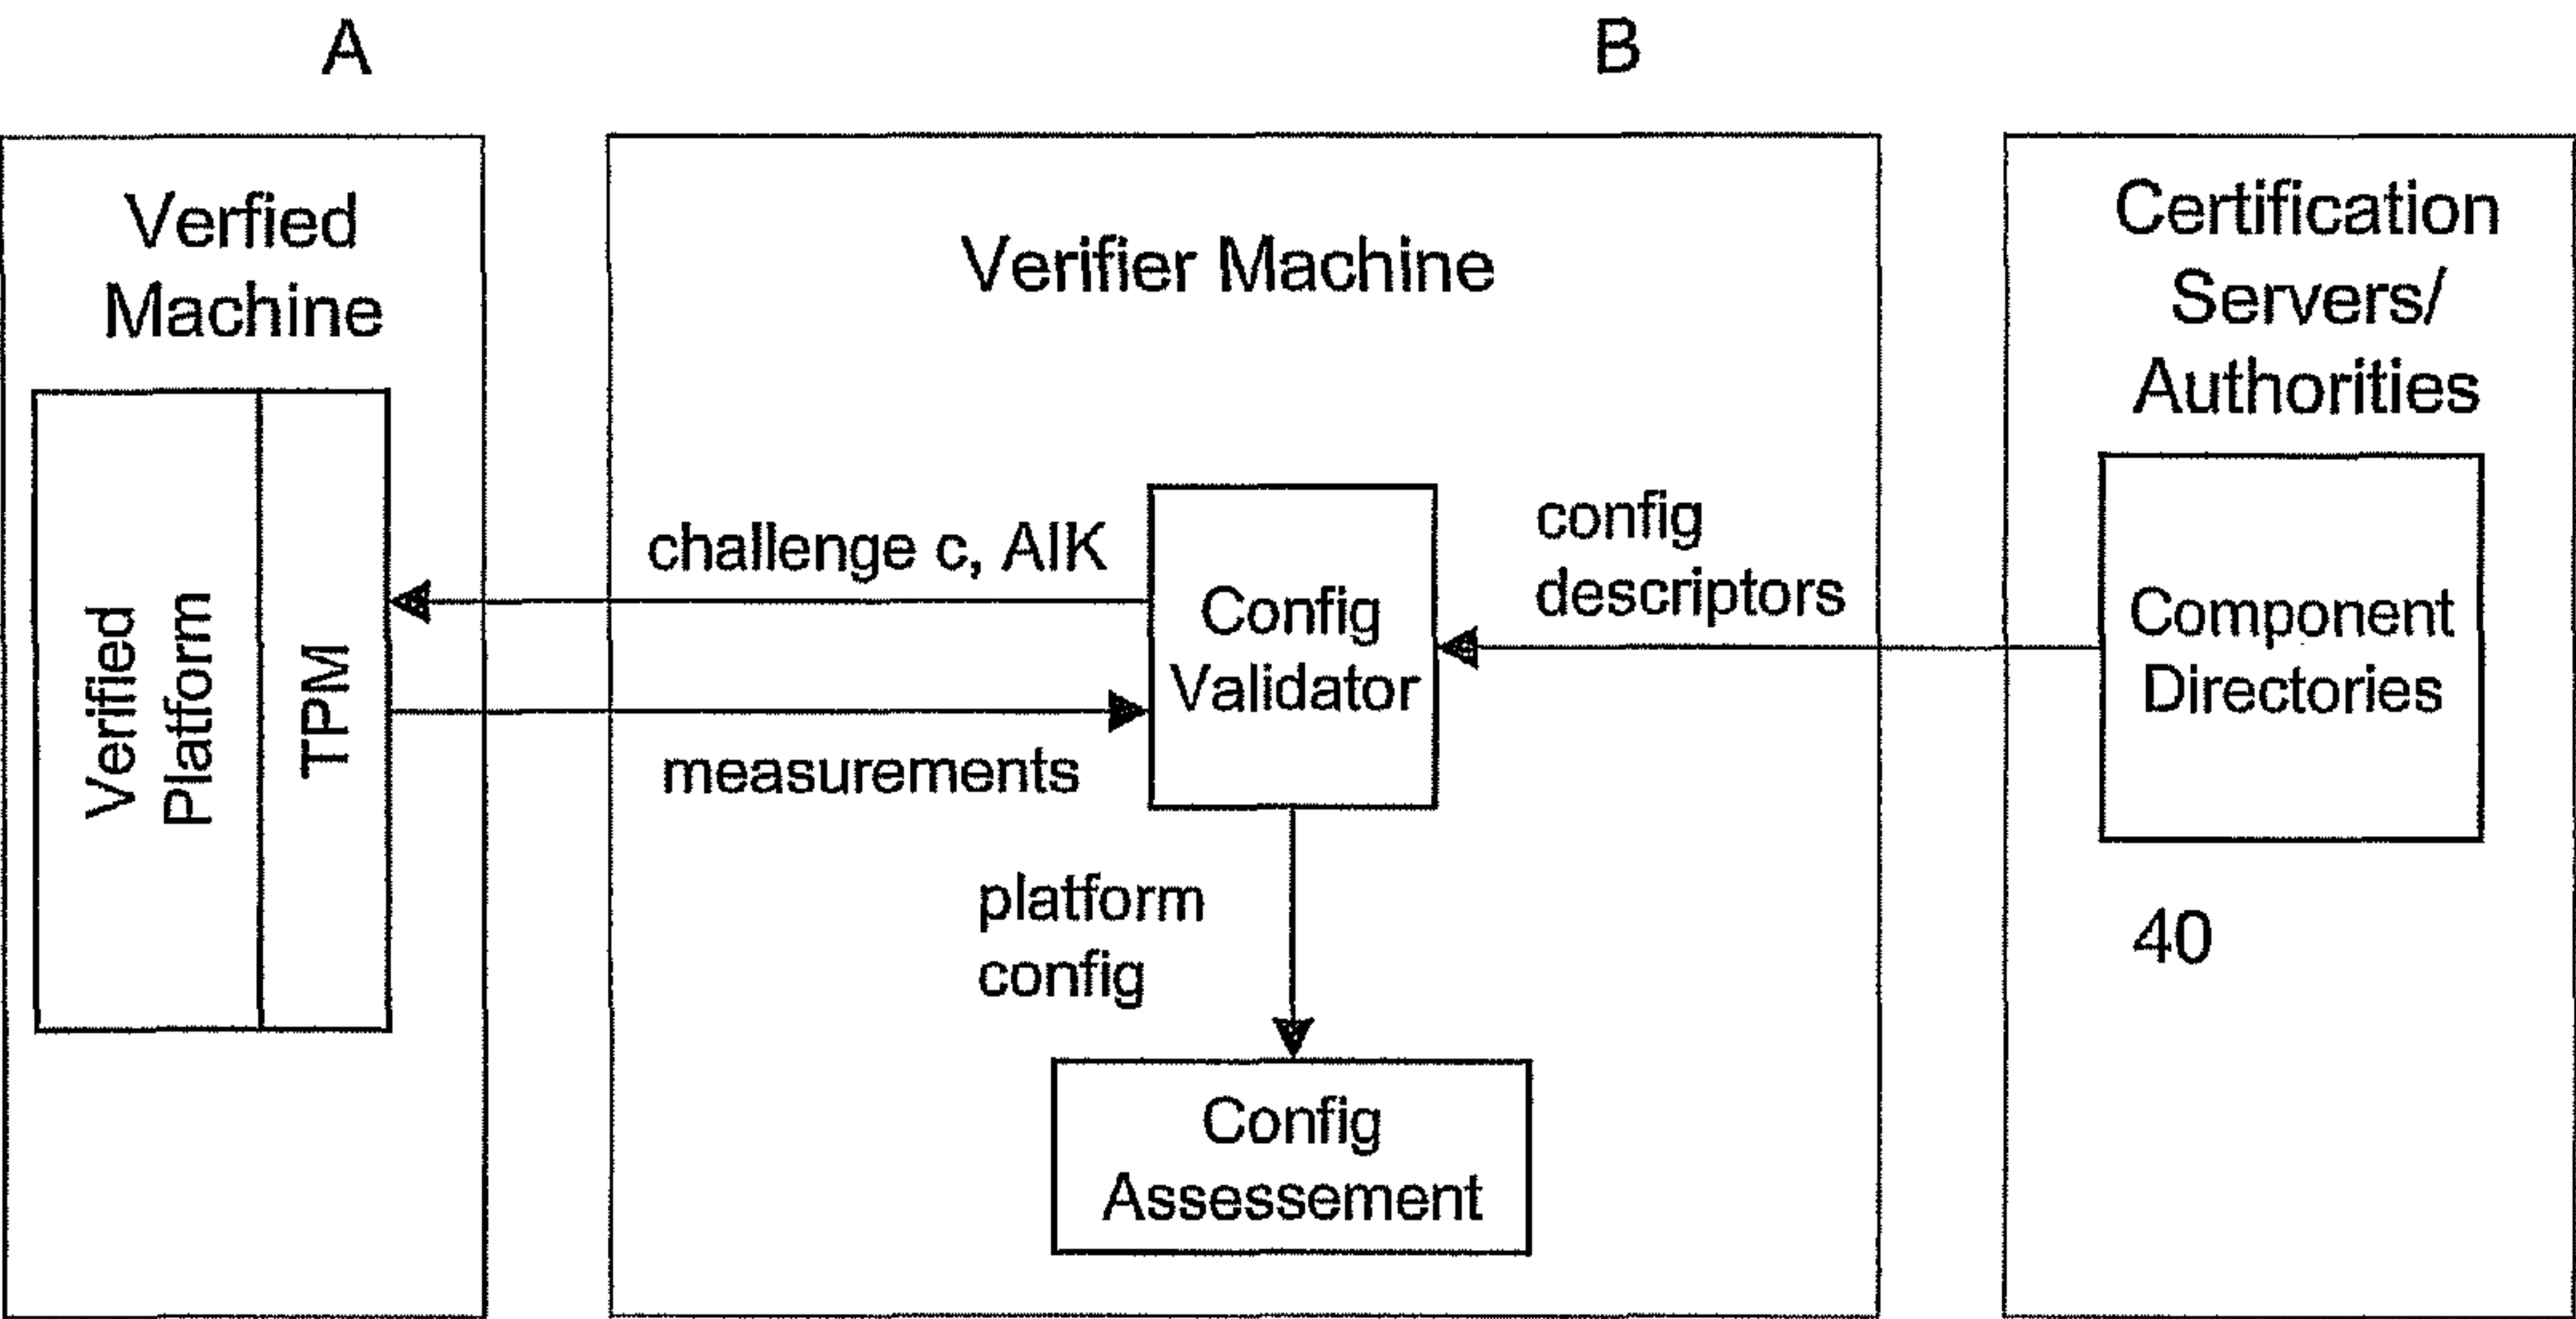 A
B
Verfied
Machine
Verified
Platform
TPM
Verifier Machine
challenge c, AIK
measurements
Config
Validator
config
descriptors
platform
config
Config
Assessement
Certification
Servers/
Authorities
Component
Directories
40